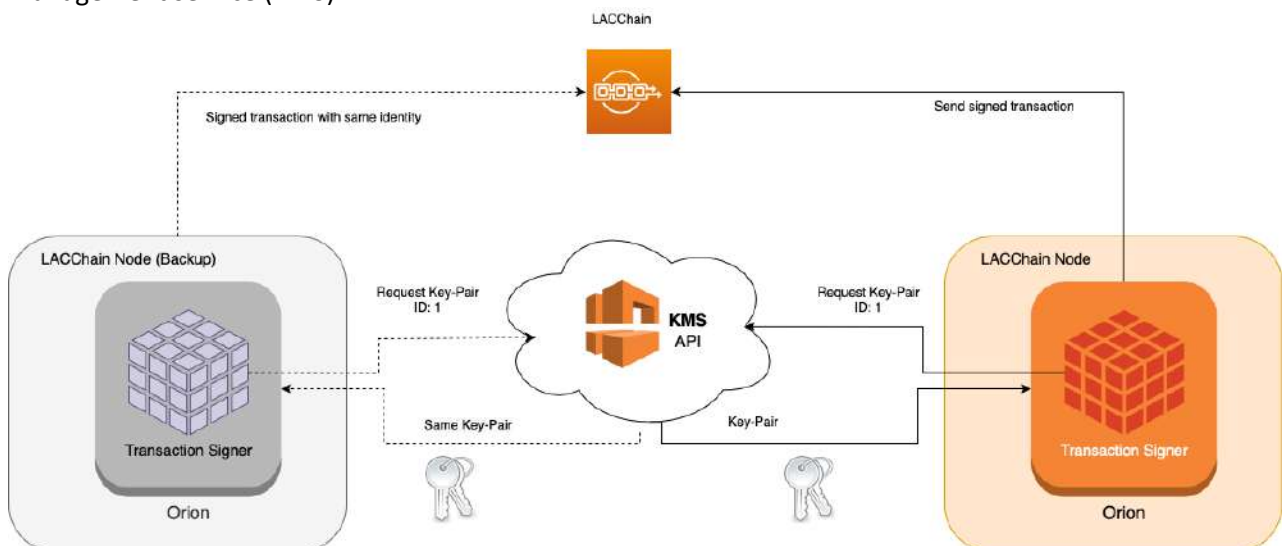 LACChain
Signed transaction with same identity
Send signed transaction
LACChain Node (Backup)
LACChain Node
Request Key-Pair
ID: 1
Request Key-Pair
ID: 1
KMS
API
Same Key-Pair
Key-Pair
Transaction Signer
Transaction Signer
Orion
Orion